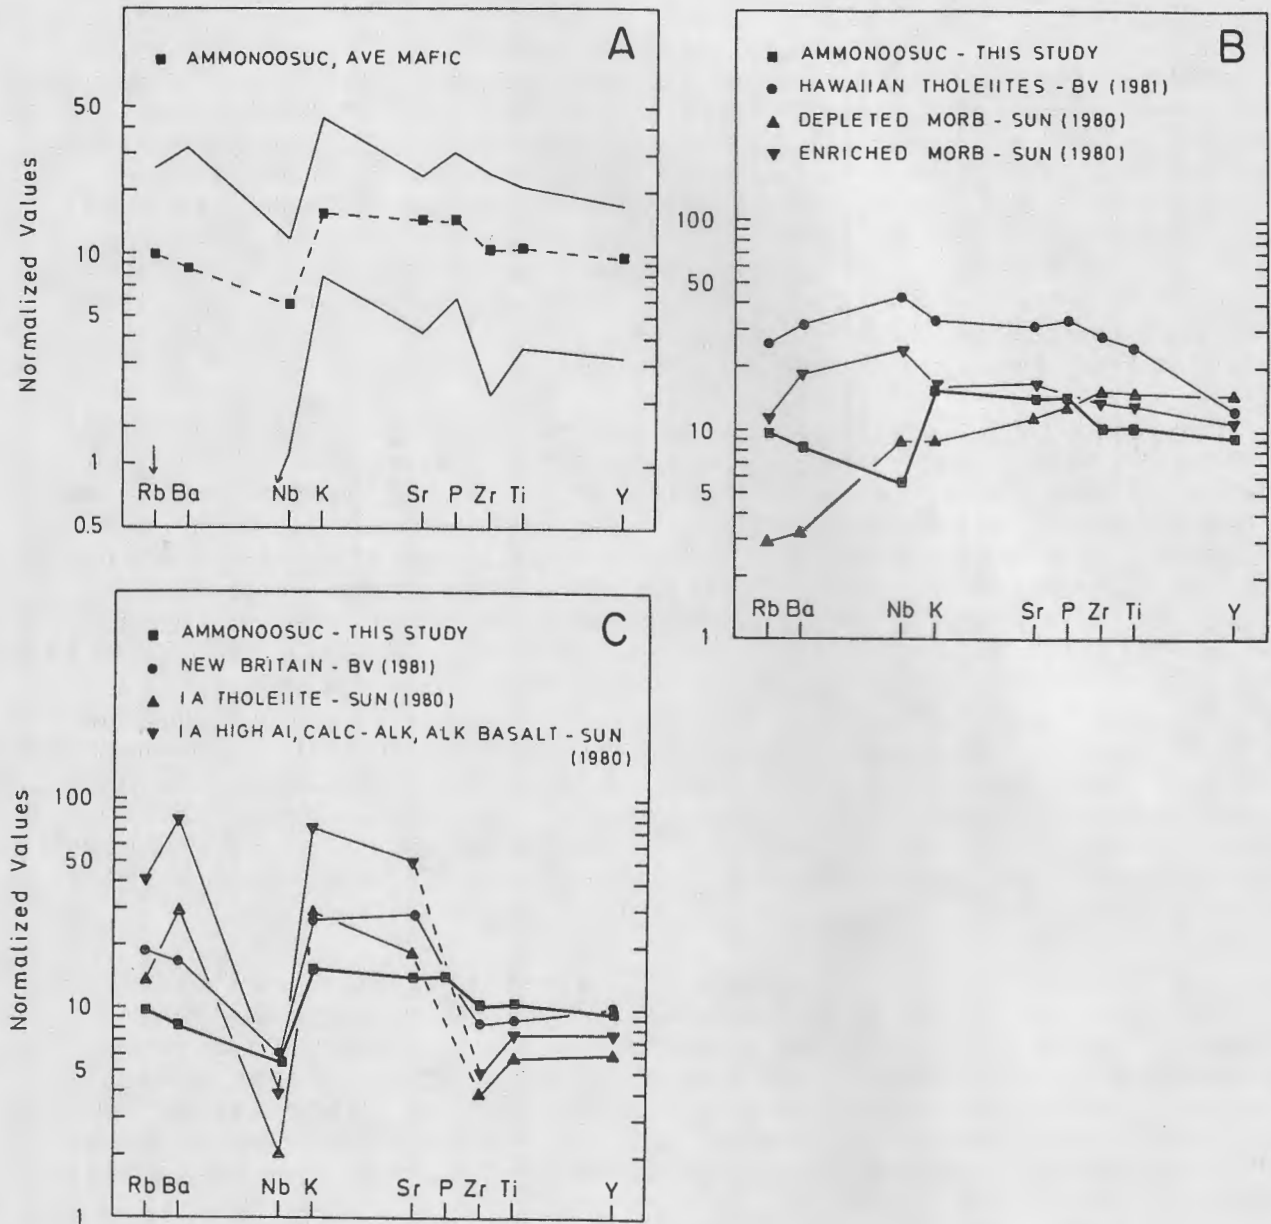 A
AMMONOOSUC, AVE MAFIC
50
10
5
1
0.5
Normalized Values
Rb Ba Nb K Sr P Zr Ti Y
B
AMMONOOSUC - THIS STUDY
HAWAIIAN THOLEIITES - BV (1981)
DEPLETED MORB - SUN (1980)
ENRICHED MORB - SUN (1980)
100
50
10
5
1
Rb Ba Nb K Sr P Zr Ti Y
C
AMMONOOSUC - THIS STUDY
NEW BRITAIN - BV (1981)
IA THOLEIITE - SUN (1980)
IA HIGH Al, CALC - ALK, ALK BASALT - SUN
(1980)
100
50
10
5
1
Normalized Values
Rb Ba Nb K Sr P Zr Ti Y